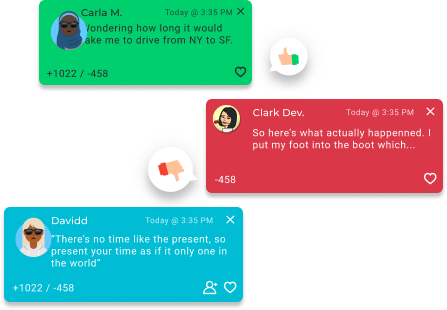 Carla M.
Today @ 3:35 PM
Wondering how long it would
take me to drive from NY to SF.
+1022 / -458
Clark Dev.
Today @ 3:35 PM
So here's what actually happenned. I
put my foot into the boot which...
-458
Davidd
Today @ 3:35 PM
"There's no time like the present, so
present your time as if it only one in
the world"
+1022 / -458